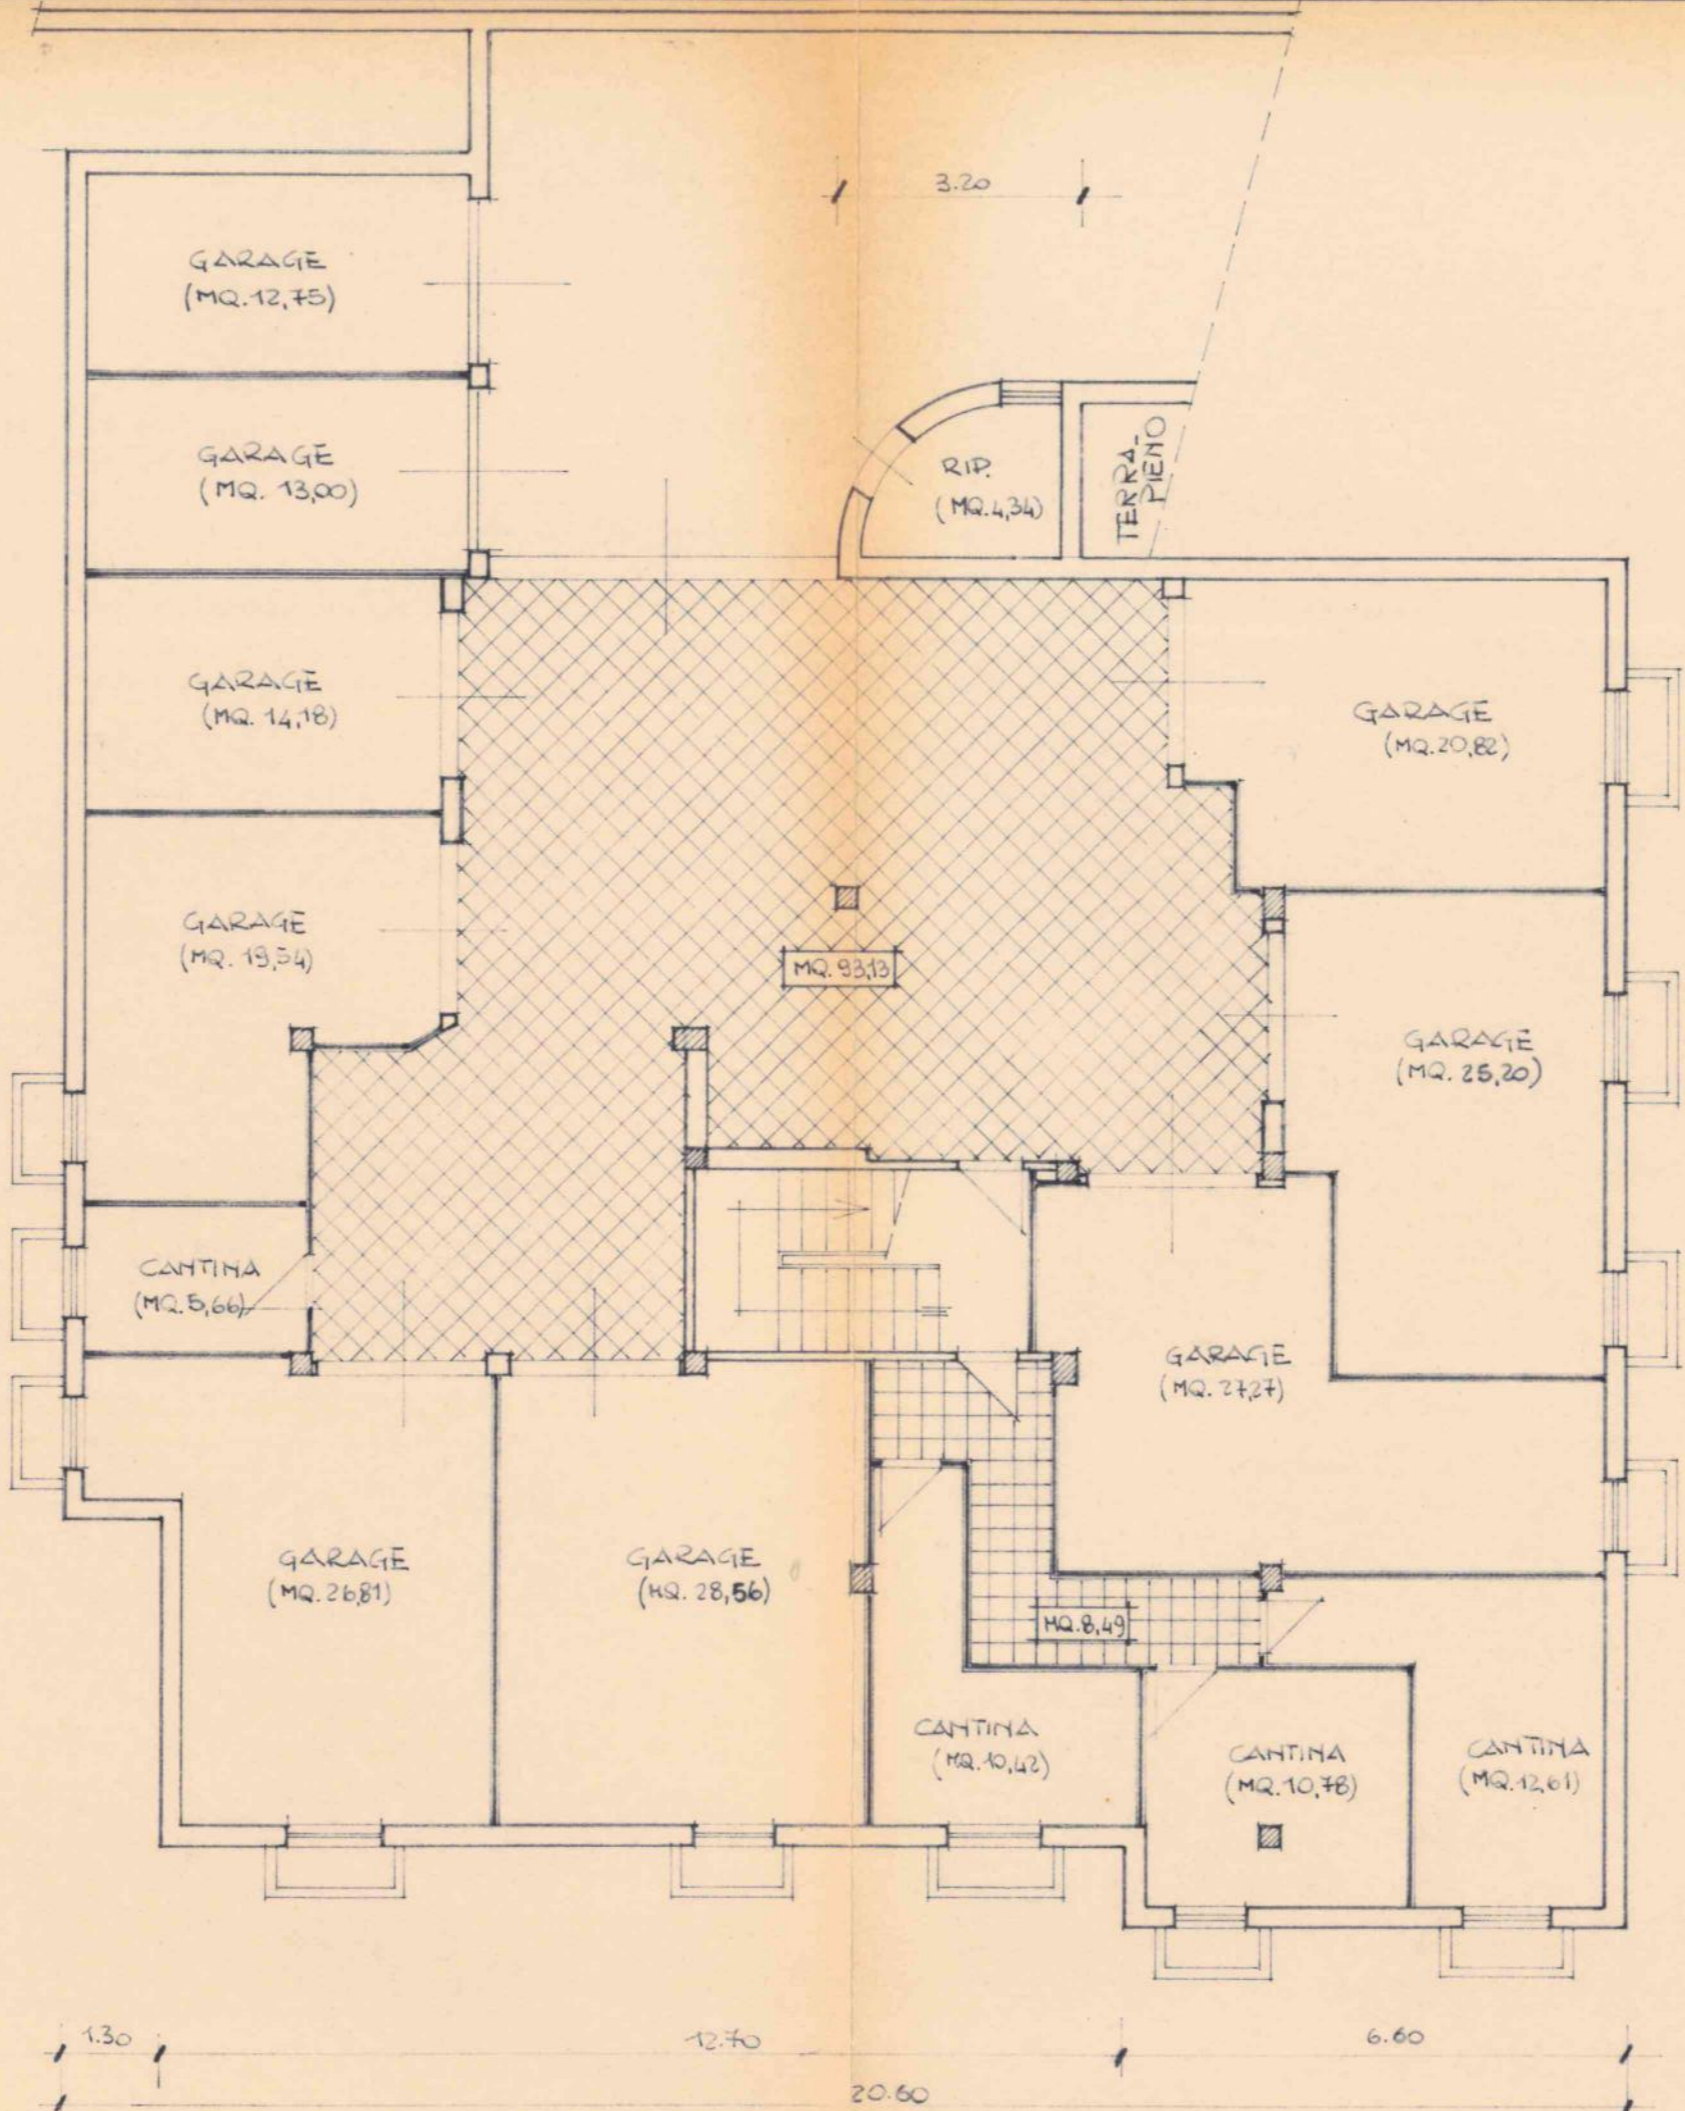 3.20
GARAGE
(MQ. 12,75)
GARAGE
(MQ. 13,00)
RIP.
(MQ. 4,34)
TERRA-
PIENO
GARAGE
(MQ. 14,18)
GARAGE
(MQ. 20,82)
GARAGE
(MQ. 19,54)
MQ. 93,13
GARAGE
(MQ. 25,20)
CANTINA
(MQ. 5,66)
GARAGE
(MQ. 27,27)
GARAGE
(MQ. 26,81)
GARAGE
(MQ. 28,56)
MQ. 8,49
CANTINA
(MQ. 10,42)
CANTINA
(MQ. 10,78)
CANTINA
(MQ. 12,61)
1.30
12.70
6.60
20.60